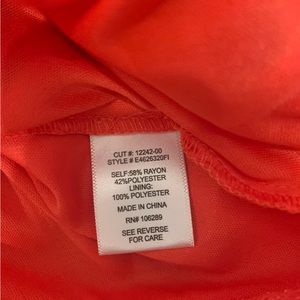 CUT #: 12242-00
STYLE # E4626320FI
SELF:58% RAYON
42%POLYESTER
LINING:
100% POLYESTER
MADE IN CHINA
RN# 106289
SEE REVERSE
FOR CARE